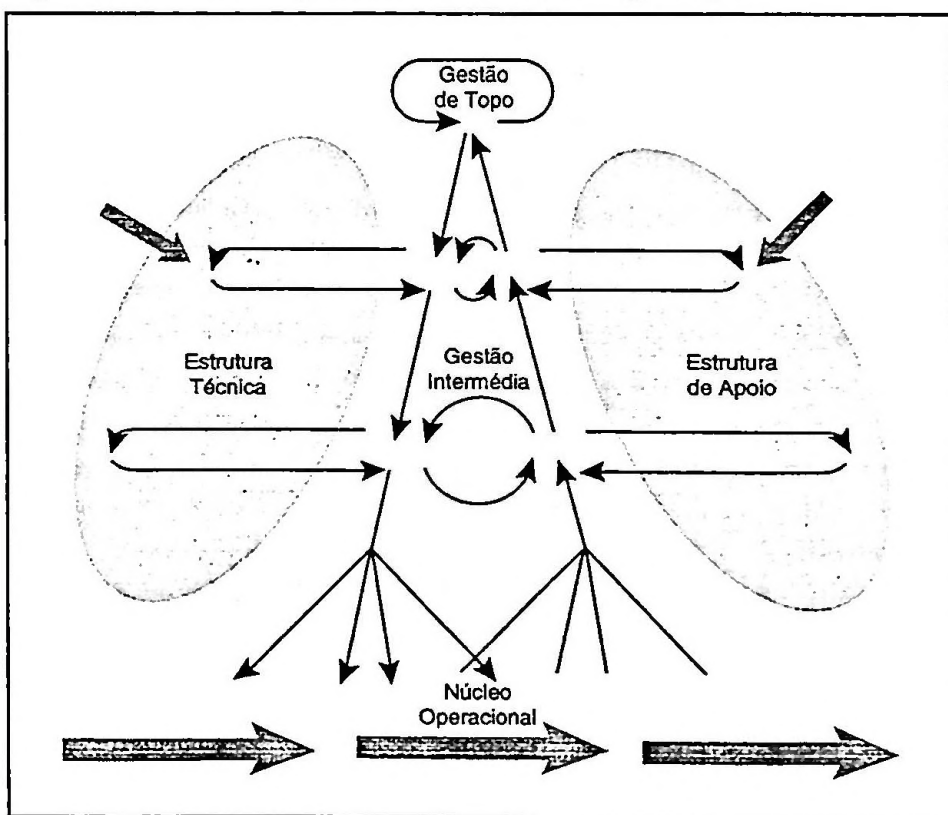 Gestão
de Topo
Estrutura
Técnica
Gestão
Intermédia
Estrutura
de Apoio
Núcleo
Operacional